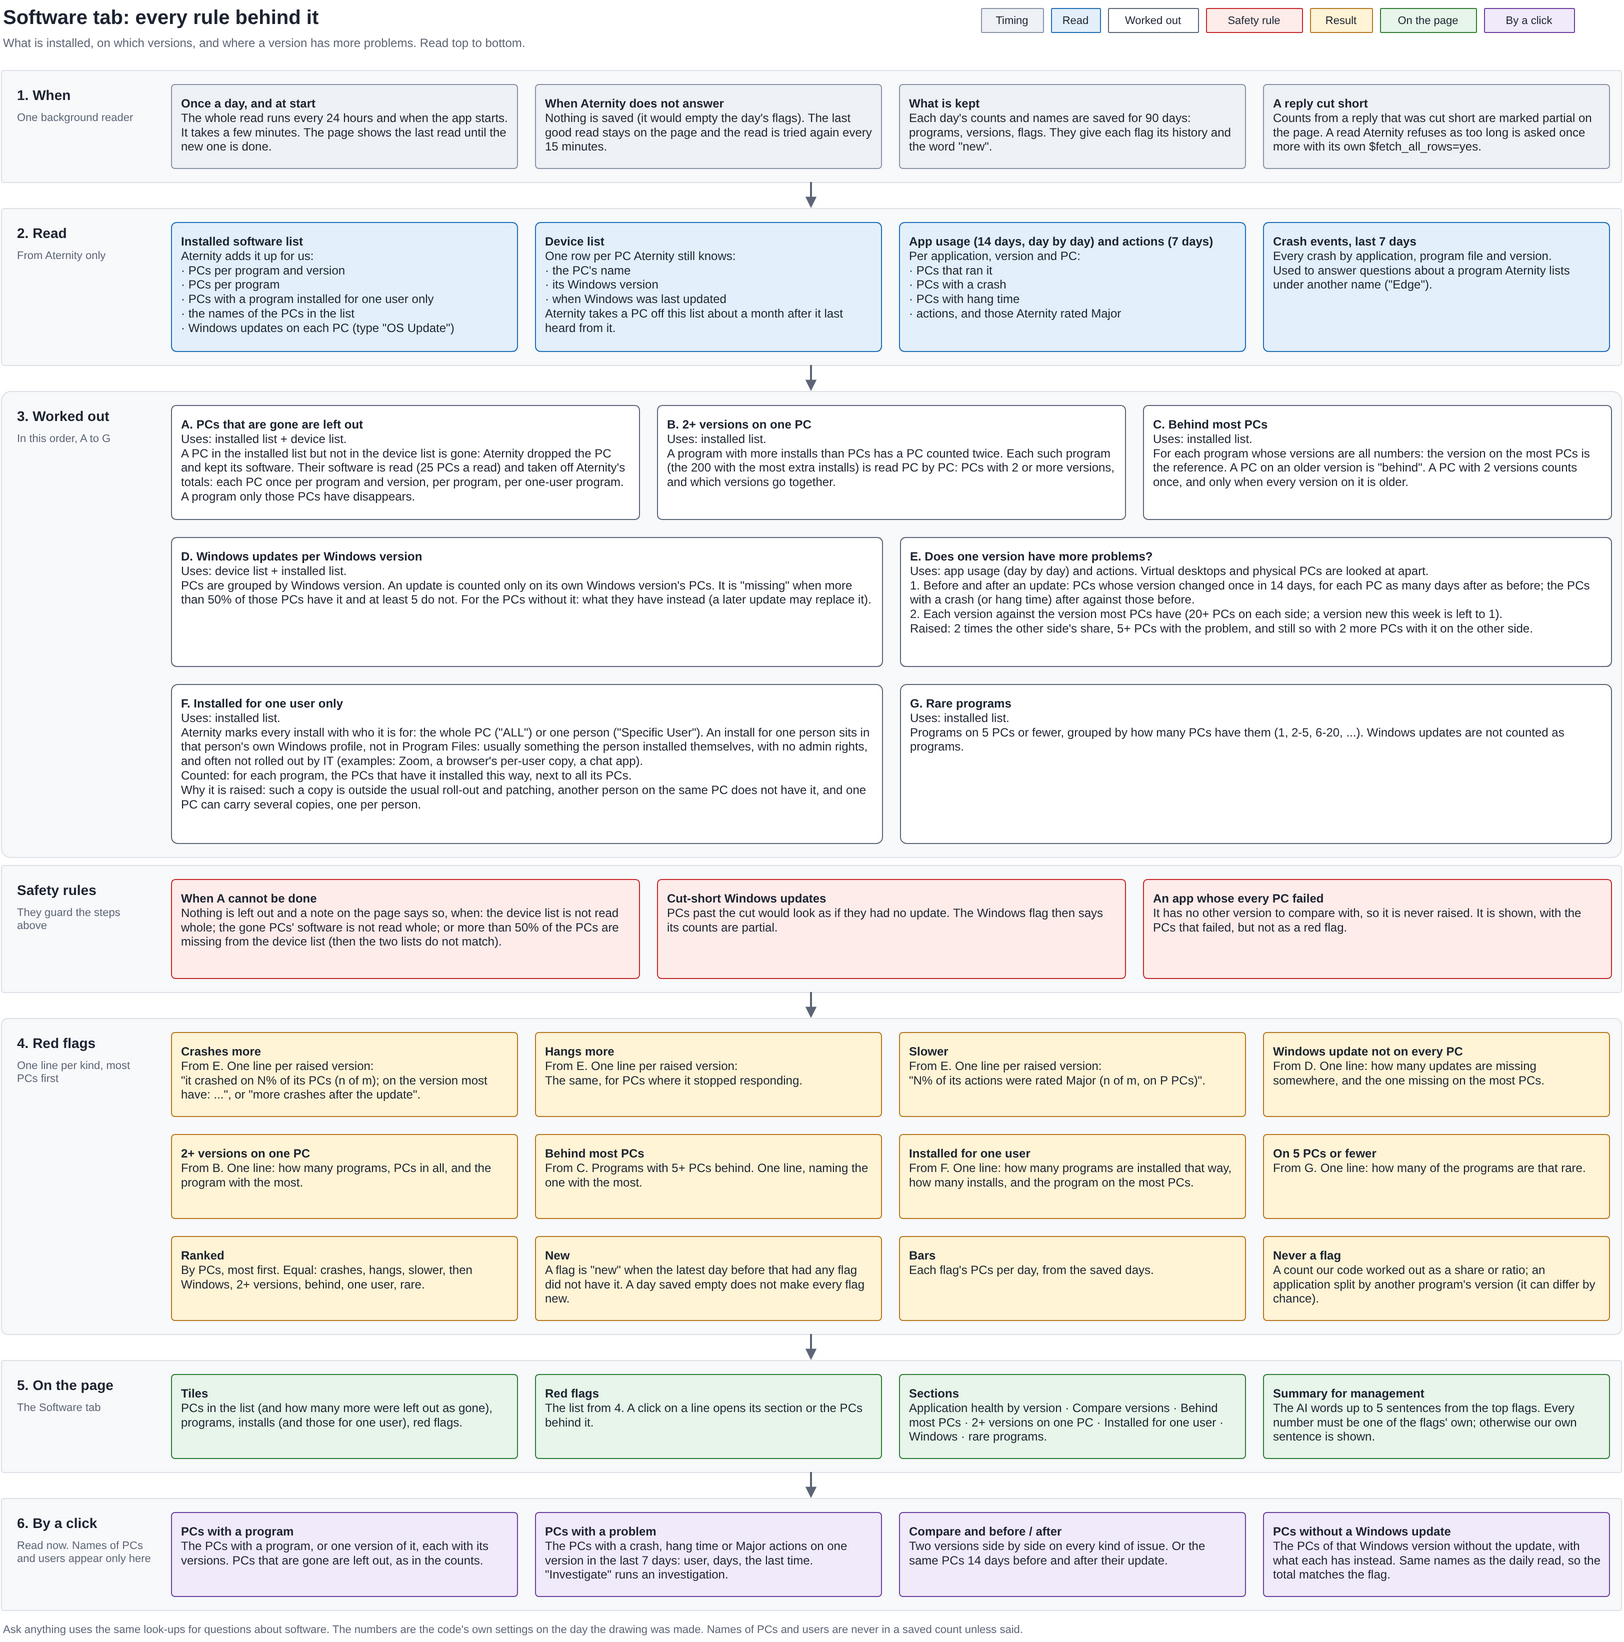 Software tab: every rule behind it
What is installed, on which versions, and where a version has more problems. Read top to bottom.
Timing
Read
Worked out
Safety rule
Result
On the page
By a click
1. When
One background reader
Once a day, and at start
The whole read runs every 24 hours and when the app starts.
It takes a few minutes. The page shows the last read until the
new one is done.
When Aternity does not answer
Nothing is saved (it would empty the day's flags). The last
good read stays on the page and the read is tried again every
15 minutes.
What is kept
Each day's counts and names are saved for 90 days:
programs, versions, flags. They give each flag its history and
the word "new".
A reply cut short
Counts from a reply that was cut short are marked partial on
the page. A read Aternity refuses as too long is asked once
more with its own $fetch_all_rows=yes.
2. Read
From Aternity only
Installed software list
Aternity adds it up for us:
· PCs per program and version
· PCs per program
· PCs with a program installed for one user only
· the names of the PCs in the list
· Windows updates on each PC (type "OS Update")
Device list
One row per PC Aternity still knows:
· the PC's name
· its Windows version
· when Windows was last updated
Aternity takes a PC off this list about a month after it last
heard from it.
App usage (14 days, day by day) and actions (7 days)
Per application, version and PC:
· PCs that ran it
· PCs with a crash
· PCs with hang time
· actions, and those Aternity rated Major
Crash events, last 7 days
Every crash by application, program file and version.
Used to answer questions about a program Aternity lists
under another name ("Edge").
3. Worked out
In this order, A to G
A. PCs that are gone are left out
Uses: installed list + device list.
A PC in the installed list but not in the device list is gone: Aternity dropped the PC
and kept its software. Their software is read (25 PCs a read) and taken off Aternity's
totals: each PC once per program and version, per program, per one-user program.
A program only those PCs have disappears.
B. 2+ versions on one PC
Uses: installed list.
A program with more installs than PCs has a PC counted twice. Each such program
(the 200 with the most extra installs) is read PC by PC: PCs with 2 or more versions,
and which versions go together.
C. Behind most PCs
Uses: installed list.
For each program whose versions are all numbers: the version on the most PCs is
the reference. A PC on an older version is "behind". A PC with 2 versions counts
once, and only when every version on it is older.
D. Windows updates per Windows version
Uses: device list + installed list.
PCs are grouped by Windows version. An update is counted only on its own Windows version's PCs. It is "missing" when more
than 50% of those PCs have it and at least 5 do not. For the PCs without it: what they have instead (a later update may replace it).
E. Does one version have more problems?
Uses: app usage (day by day) and actions. Virtual desktops and physical PCs are looked at apart.
1. Before and after an update: PCs whose version changed once in 14 days, for each PC as many days after as before; the PCs
with a crash (or hang time) after against those before.
2. Each version against the version most PCs have (20+ PCs on each side; a version new this week is left to 1).
Raised: 2 times the other side's share, 5+ PCs with the problem, and still so with 2 more PCs with it on the other side.
F. Installed for one user only
Uses: installed list.
Aternity marks every install with who it is for: the whole PC ("ALL") or one person ("Specific User"). An install for one person sits in
that person's own Windows profile, not in Program Files: usually something the person installed themselves, with no admin rights,
and often not rolled out by IT (examples: Zoom, a browser's per-user copy, a chat app).
Counted: for each program, the PCs that have it installed this way, next to all its PCs.
Why it is raised: such a copy is outside the usual roll-out and patching, another person on the same PC does not have it, and one
PC can carry several copies, one per person.
G. Rare programs
Uses: installed list.
Programs on 5 PCs or fewer, grouped by how many PCs have them (1, 2-5, 6-20, ...). Windows updates are not counted as
programs.
Safety rules
They guard the steps
above
When A cannot be done
Nothing is left out and a note on the page says so, when: the device list is not read
whole; the gone PCs' software is not read whole; or more than 50% of the PCs are
missing from the device list (then the two lists do not match).
Cut-short Windows updates
PCs past the cut would look as if they had no update. The Windows flag then says
its counts are partial.
An app whose every PC failed
It has no other version to compare with, so it is never raised. It is shown, with the
PCs that failed, but not as a red flag.
4. Red flags
One line per kind, most
PCs first
Crashes more
From E. One line per raised version:
"it crashed on N% of its PCs (n of m); on the version most
have: ...", or "more crashes after the update".
Hangs more
From E. One line per raised version:
The same, for PCs where it stopped responding.
Slower
From E. One line per raised version:
"N% of its actions were rated Major (n of m, on P PCs)".
Windows update not on every PC
From D. One line: how many updates are missing
somewhere, and the one missing on the most PCs.
2+ versions on one PC
From B. One line: how many programs, PCs in all, and the
program with the most.
Behind most PCs
From C. Programs with 5+ PCs behind. One line, naming the
one with the most.
Installed for one user
From F. One line: how many programs are installed that way,
how many installs, and the program on the most PCs.
On 5 PCs or fewer
From G. One line: how many of the programs are that rare.
Ranked
By PCs, most first. Equal: crashes, hangs, slower, then
Windows, 2+ versions, behind, one user, rare.
New
A flag is "new" when the latest day before that had any flag
did not have it. A day saved empty does not make every flag
new.
Bars
Each flag's PCs per day, from the saved days.
Never a flag
A count our code worked out as a share or ratio; an
application split by another program's version (it can differ by
chance).
5. On the page
The Software tab
Tiles
PCs in the list (and how many more were left out as gone),
programs, installs (and those for one user), red flags.
Red flags
The list from 4. A click on a line opens its section or the PCs
behind it.
Sections
Application health by version · Compare versions · Behind
most PCs · 2+ versions on one PC · Installed for one user ·
Windows · rare programs.
Summary for management
The AI words up to 5 sentences from the top flags. Every
number must be one of the flags' own; otherwise our own
sentence is shown.
6. By a click
Read now. Names of PCs
and users appear only here
PCs with a program
The PCs with a program, or one version of it, each with its
versions. PCs that are gone are left out, as in the counts.
PCs with a problem
The PCs with a crash, hang time or Major actions on one
version in the last 7 days: user, days, the last time.
"Investigate" runs an investigation.
Compare and before / after
Two versions side by side on every kind of issue. Or the
same PCs 14 days before and after their update.
PCs without a Windows update
The PCs of that Windows version without the update, with
what each has instead. Same names as the daily read, so the
total matches the flag.
Ask anything uses the same look-ups for questions about software. The numbers are the code's own settings on the day the drawing was made. Names of PCs and users are never in a saved count unless said.